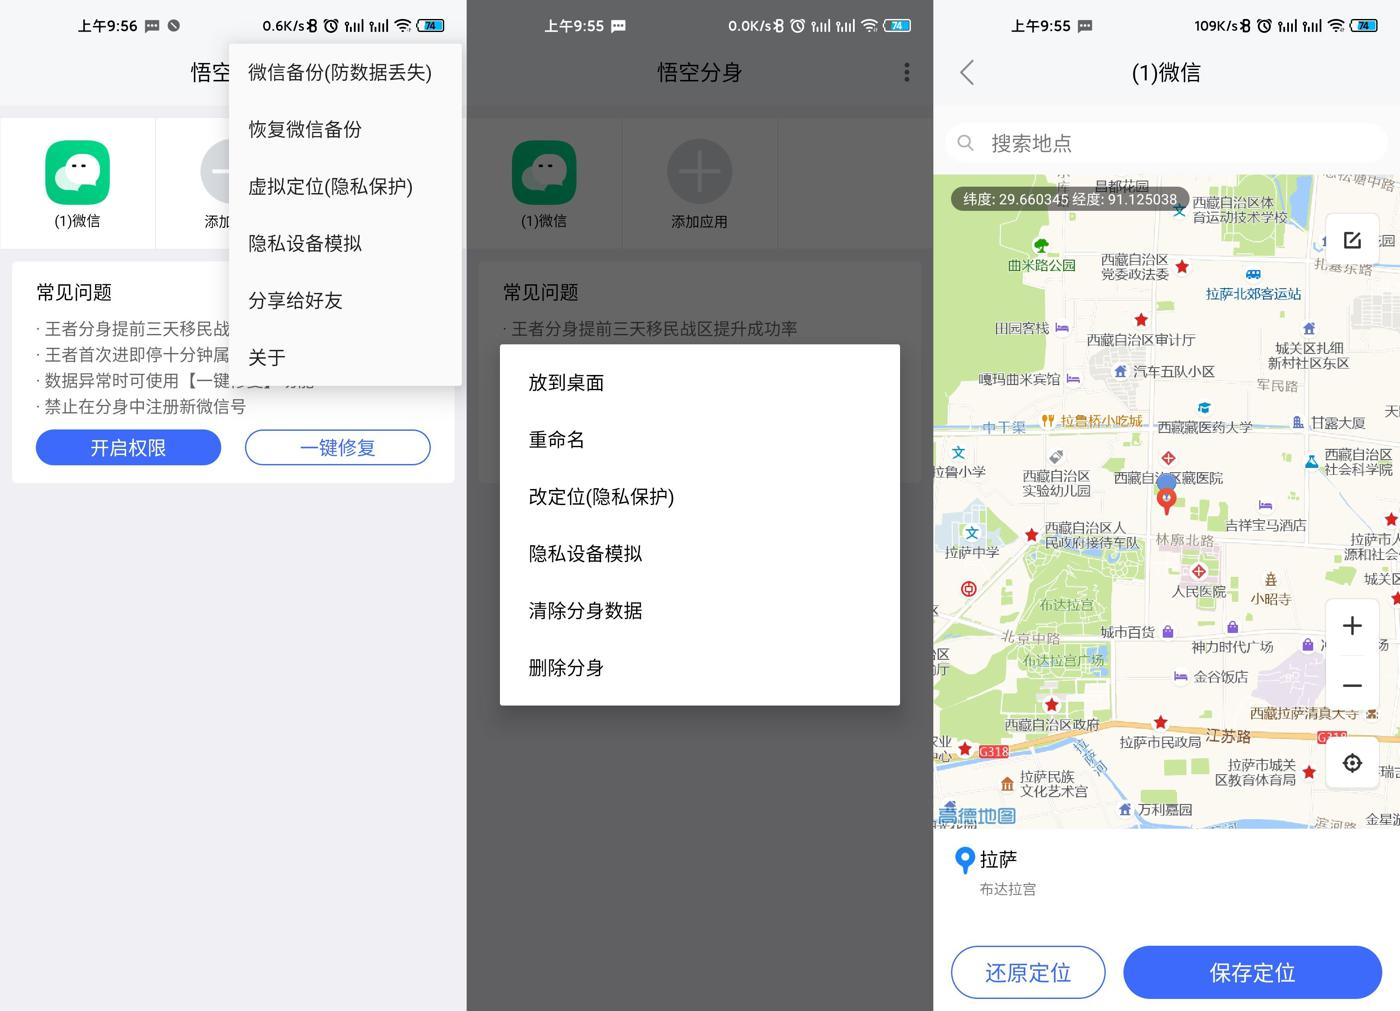 上午9:56
0.6K/s
74
悟空
微信备份(防数据丢失)
恢复微信备份
虚拟定位(隐私保护)
隐私设备模拟
分享给好友
关于
(1)微信
添加
常见问题
· 王者分身提前三天移民战
· 王者首次进即停十分钟属
· 数据异常时可使用【一键
· 禁止在分身中注册新微信号
开启权限
一键修复
上午9:55
0.0K/s
74
悟空分身
(1)微信
添加应用
常见问题
· 王者分身提前三天移民战区提升成功率
放到桌面
重命名
改定位(隐私保护)
隐私设备模拟
清除分身数据
删除分身
上午9:55
109K/s
74
(1)微信
搜索地点
昌都花园
纬度: 29.660345 经度: 91.125038
西藏自治区体
育运动技术学校
曲米路公园
西藏自治区
党委政法委
扎基东路
拉萨北郊客运站
田园客栈
西藏自治区审计厅
城关区扎细
新村社区东区
嘎玛曲米宾馆
汽车五队小区
军民路
中干渠
拉鲁桥小吃城
西藏藏医药大学
甘露大厦
拉鲁小学
西藏自治区
实验幼儿园
西藏自治区藏医院
西藏自治区
社会科学院
吉祥宝马酒店
拉萨中学
西藏自治区人
民政府接待车队
林廓北路
拉萨市人
源和社会
人民医院
小昭寺
城关区
布达拉宫
北京中路
城市百货
神力时代广场
布达拉宫广场
金谷饭店
西藏拉萨清真大寺
西藏自治区政府
拉萨市民政局
江苏路
G318
G318
拉萨河
拉萨民族
文化艺术宫
拉萨市城关
区教育体育局
高德地图
万利嘉园
滨河路
金星
拉萨
布达拉宫
还原定位
保存定位